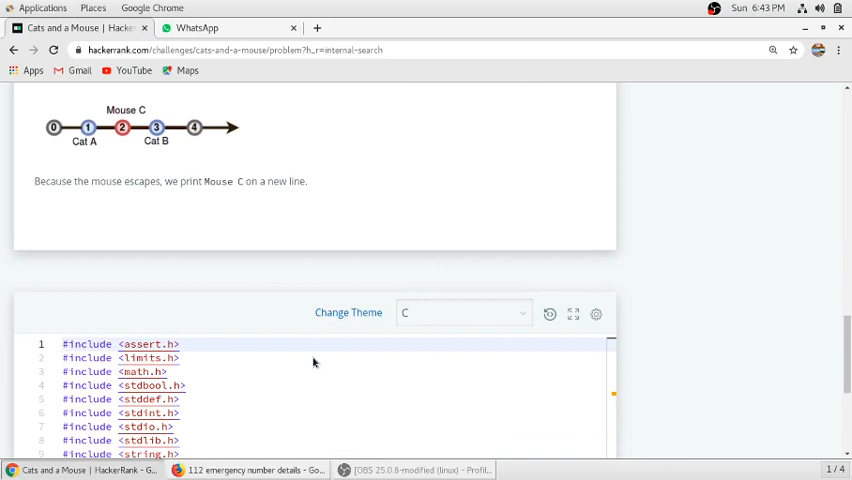 Applications Places Google Chrome Sun 6:43 PM
Cats and a Mouse | Hacker WhatsApp
hackerrank.com/challenges/cats-and-a-mouse/problem?h_r=internal-search
Apps Gmail YouTube Maps
Mouse C
0 1 2 3 4
Cat A Cat B
Because the mouse escapes, we print Mouse C on a new line.
Change Theme C
1 #include <assert.h>
2 #include <limits.h>
3 #include <math.h>
4 #include <stdbool.h>
5 #include <stddef.h>
6 #include <stdint.h>
7 #include <stdio.h>
8 #include <stdlib.h>
9 #include <string.h>
Cats and a Mouse | HackerRank - G... 112 emergency number details - Go... [OBS 25.0.8-modified (linux) - Profil... 1 / 4